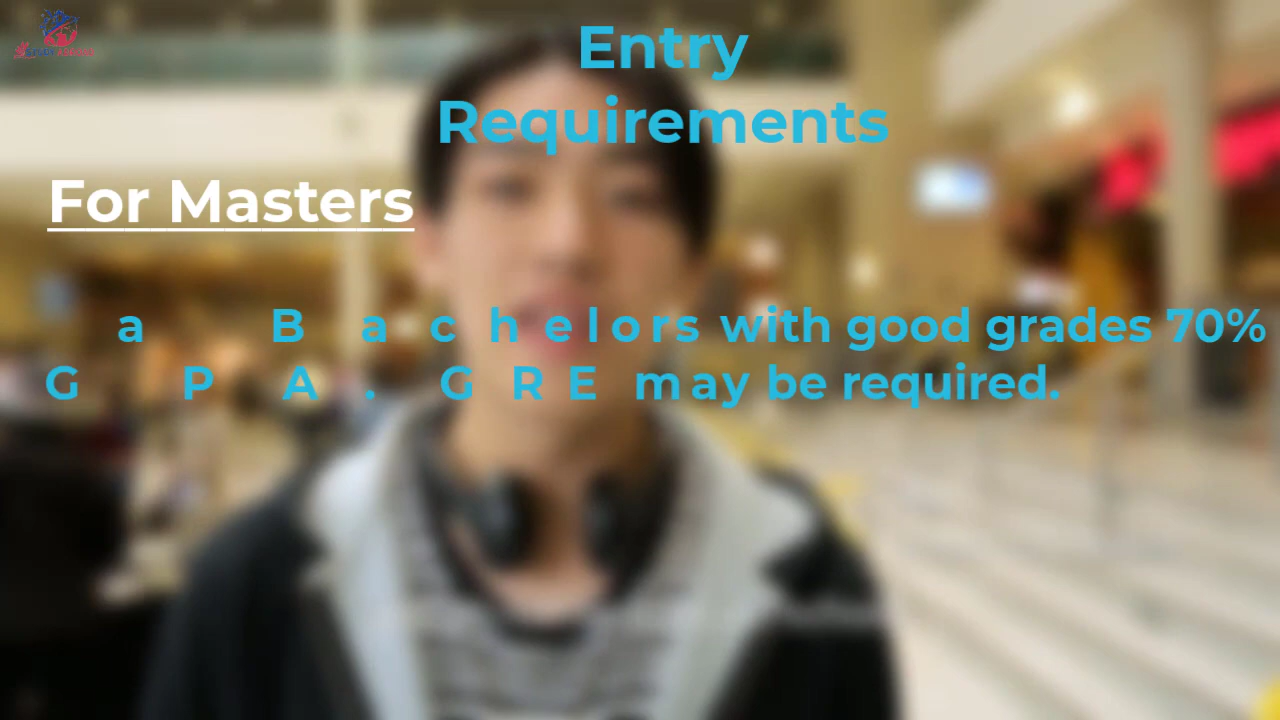 Entry
Requirements
For Masters
a Bachelors with good grades 70%
GPA. GRE may be required.